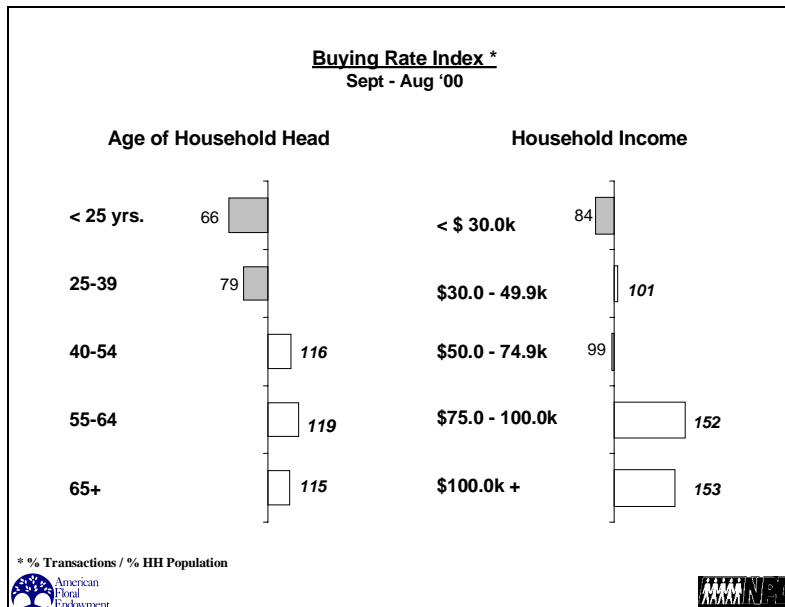 Buying Rate Index *
Sept - Aug ‘00
Age of Household Head
Household Income
< 25 yrs.
66
25-39
79
40-54
116
55-64
119
65+
115
< $ 30.0k
84
$30.0 - 49.9k
101
$50.0 - 74.9k
99
$75.0 - 100.0k
152
$100.0k +
153
* % Transactions / % HH Population
American
Floral
Endowment